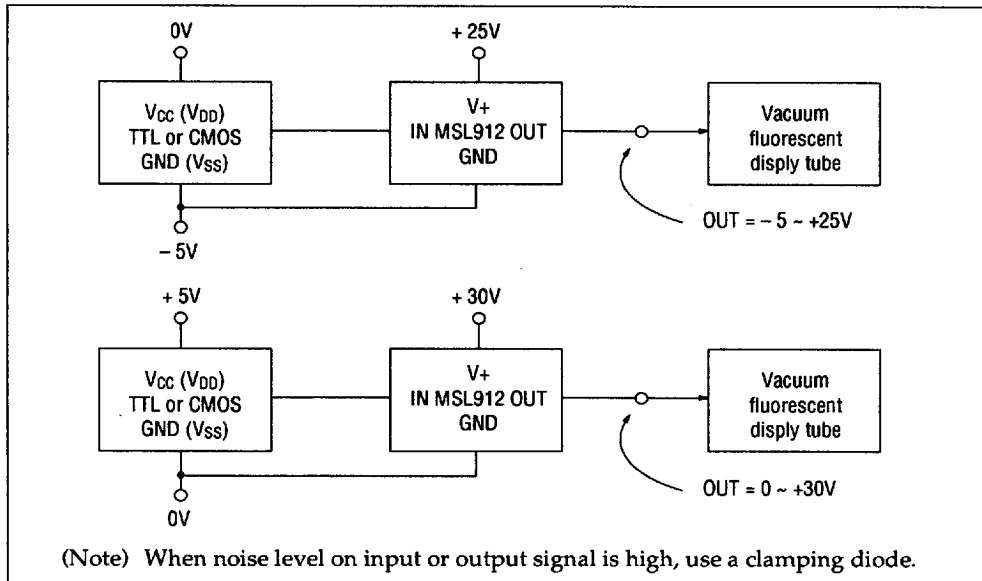 0V
+ 25V
VCC (VDD)
TTL or CMOS
GND (VSS)
V+
IN MSL912 OUT
GND
Vacuum
fluorescent
disply tube
OUT = – 5 ~ +25V
– 5V
+ 5V
+ 30V
VCC (VDD)
TTL or CMOS
GND (VSS)
V+
IN MSL912 OUT
GND
Vacuum
fluorescent
disply tube
OUT = 0 ~ +30V
0V
(Note) When noise level on input or output signal is high, use a clamping diode.